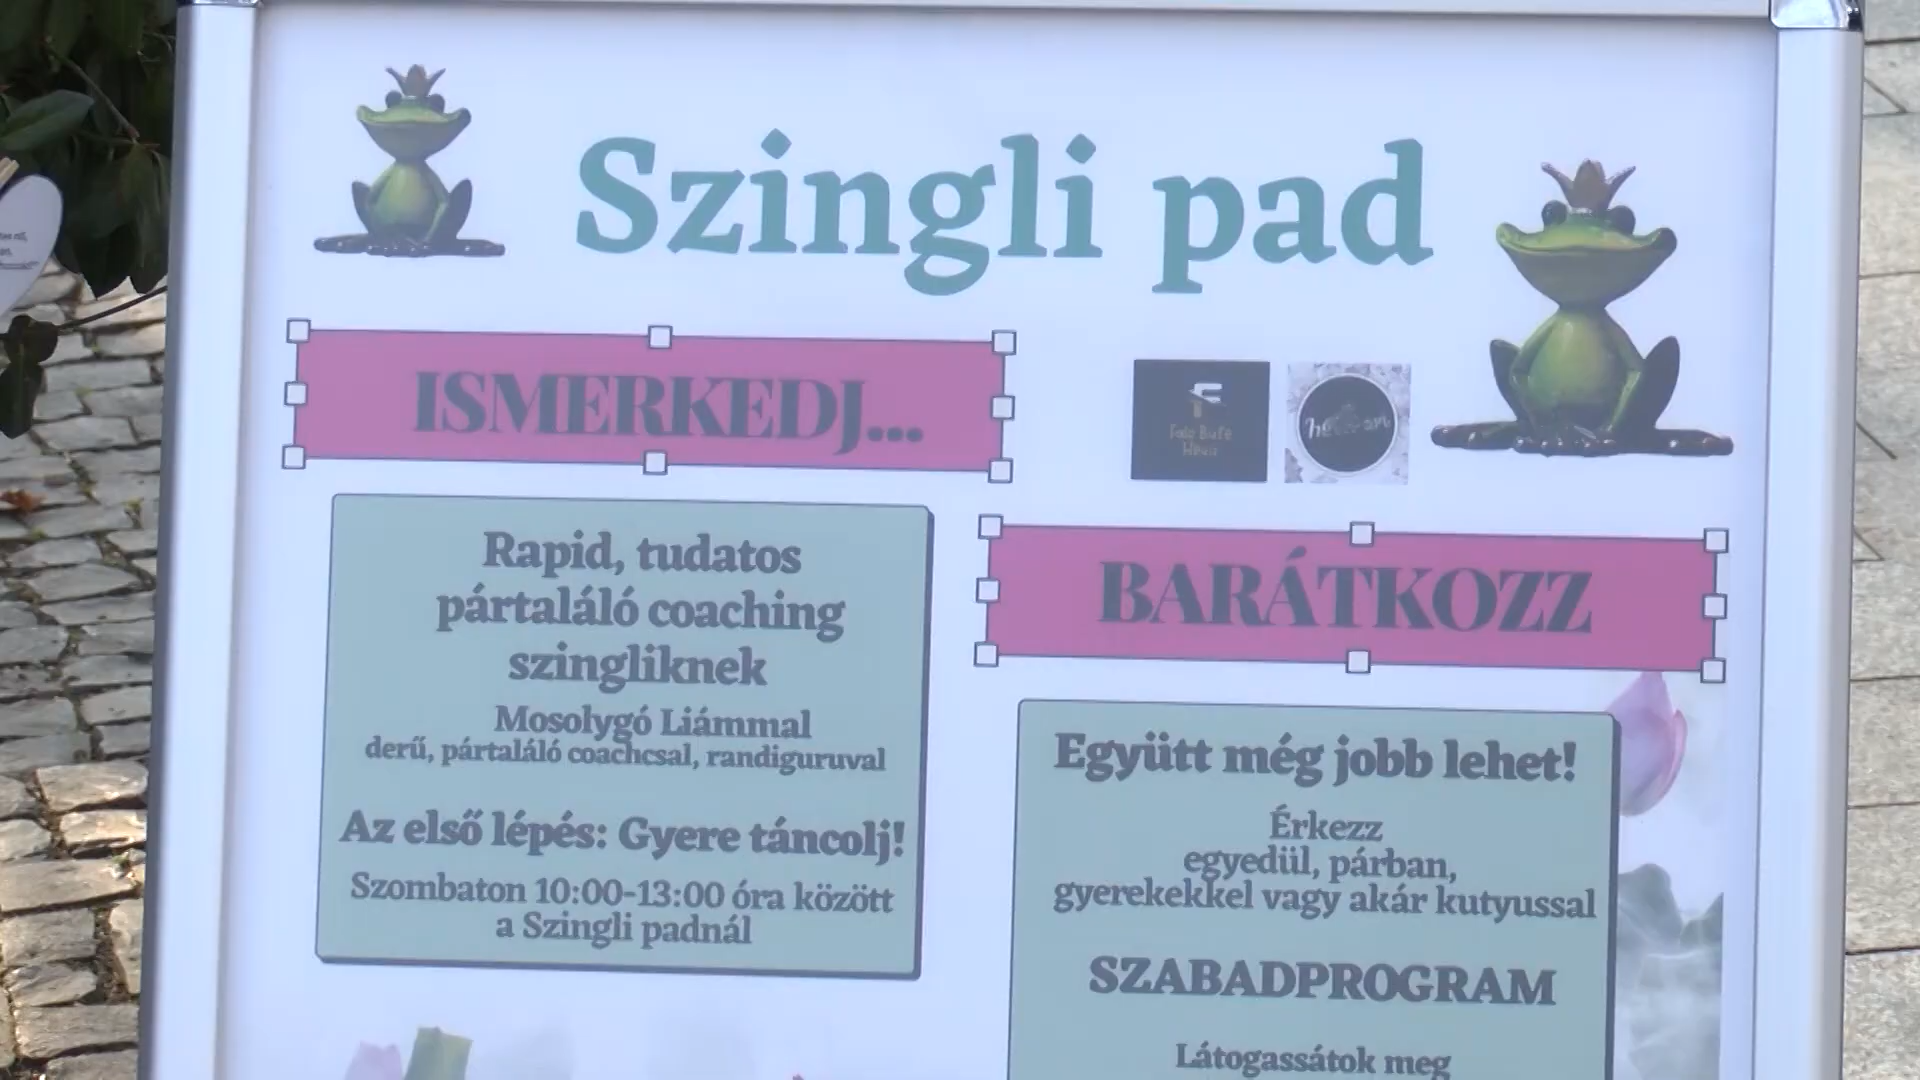 Szingli pad
ISMERKEDJ...
Rapid, tudatos
pártaláló coaching
szingliknek
Mosolygó Liámmal
derű, pártaláló coachcsal, randiguruval
Az első lépés: Gyere táncolj!
Szombaton 10:00-13:00 óra között
a Szingli padnál
BARÁTKOZZ
Együtt még jobb lehet!
Érkezz
egyedül, párban,
gyerekekkel vagy akár kutyussal
SZABADPROGRAM
Látogassátok meg